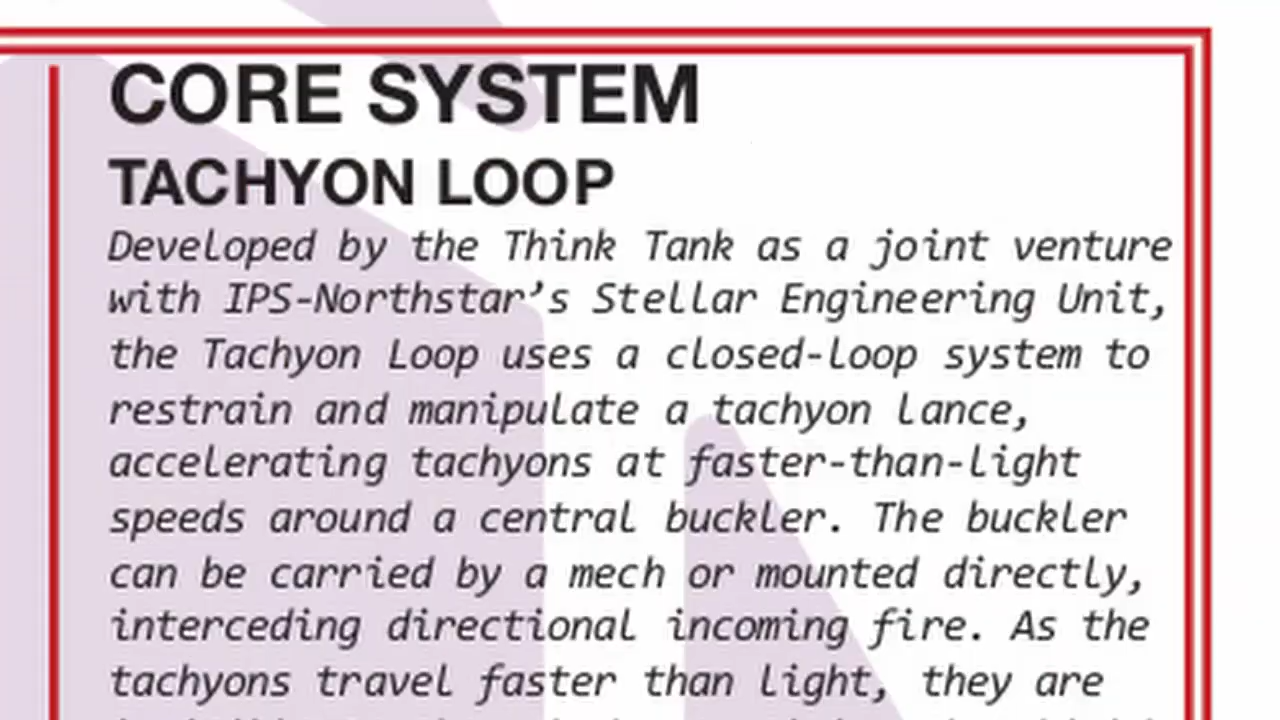 CORE SYSTEM
TACHYON LOOP
Developed by the Think Tank as a joint venture
with IPS-Northstar’s Stellar Engineering Unit,
the Tachyon Loop uses a closed-loop system to
restrain and manipulate a tachyon lance,
accelerating tachyons at faster-than-light
speeds around a central buckler. The buckler
can be carried by a mech or mounted directly,
interceding directional incoming fire. As the
tachyons travel faster than light, they are